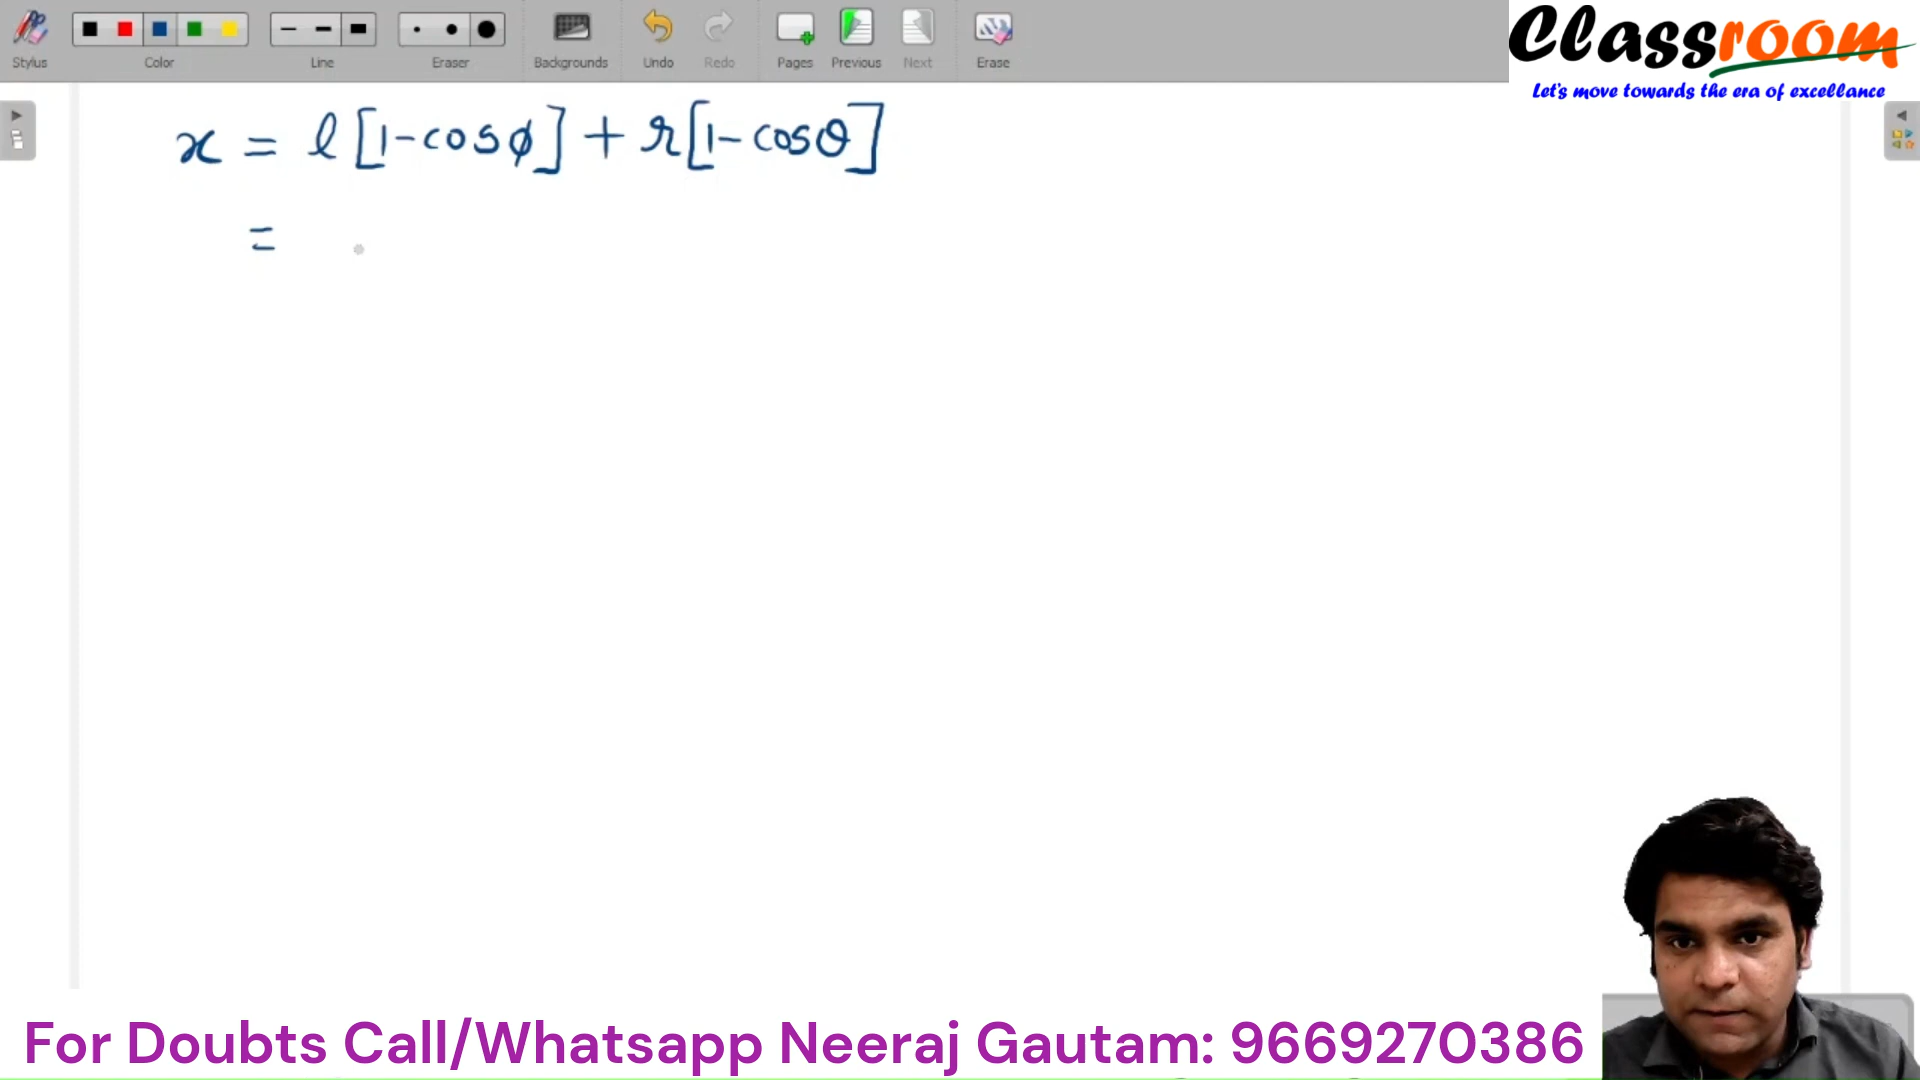 Stylus
Color
Line
Eraser
Backgrounds
Undo
Redo
Pages
Previous
Next
Erase
Classroom
Let's move towards the era of excellance
x = l[1-cosφ] + r[1-cosθ]
=
For Doubts Call/Whatsapp Neeraj Gautam: 9669270386